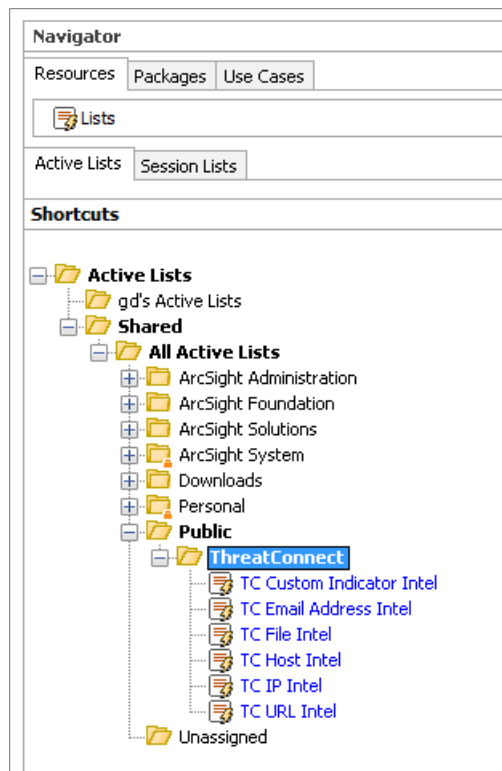 Navigator
Resources Packages Use Cases
Lists
Active Lists Session Lists
Shortcuts
Active Lists
gd's Active Lists
Shared
All Active Lists
ArcSight Administration
ArcSight Foundation
ArcSight Solutions
ArcSight System
Downloads
Personal
Public
ThreatConnect
TC Custom Indicator Intel
TC Email Address Intel
TC File Intel
TC Host Intel
TC IP Intel
TC URL Intel
Unassigned